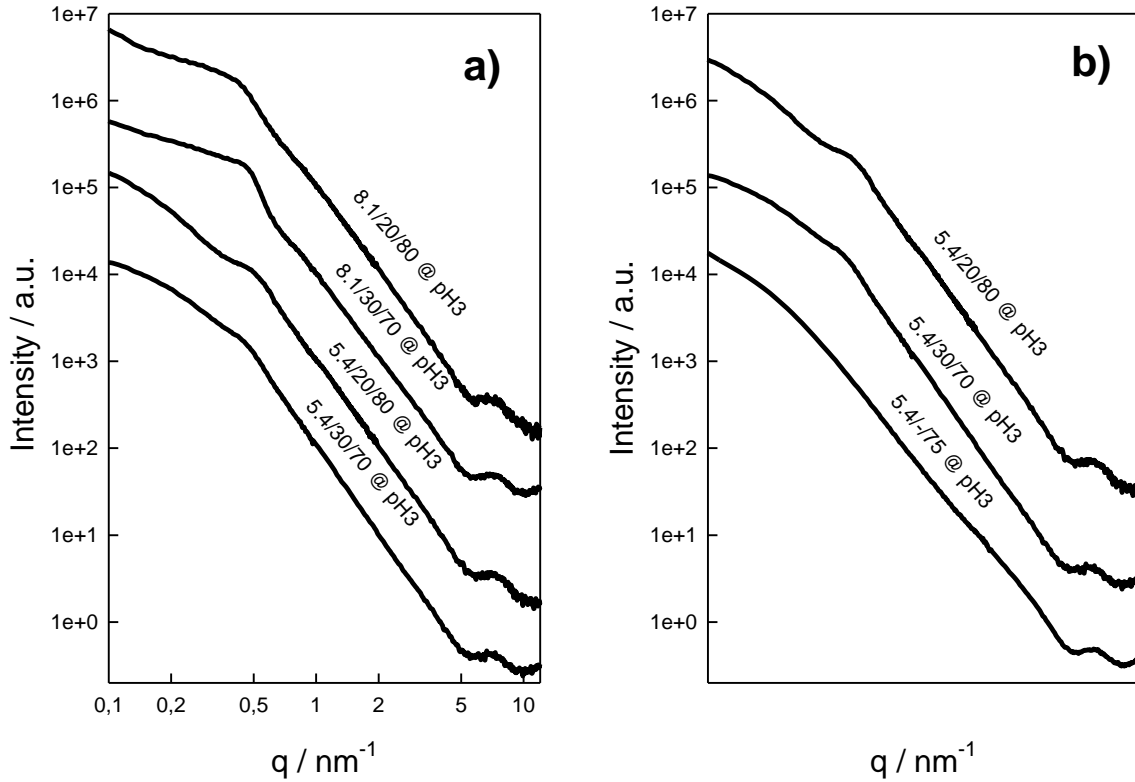 a)
1e+7
1e+6
1e+5
1e+4
1e+3
1e+2
1e+1
1e+0
Intensity / a.u.
8.1/20/80 @ pH3
8.1/30/70 @ pH3
5.4/20/80 @ pH3
5.4/30/70 @ pH3
0,1 0,2 0,5 1 2 5 10
q / nm-1
b)
1e+7
1e+6
1e+5
1e+4
1e+3
1e+2
1e+1
1e+0
Intensity / a.u.
5.4/20/80 @ pH3
5.4/30/70 @ pH3
5.4/-/75 @ pH3
q / nm-1